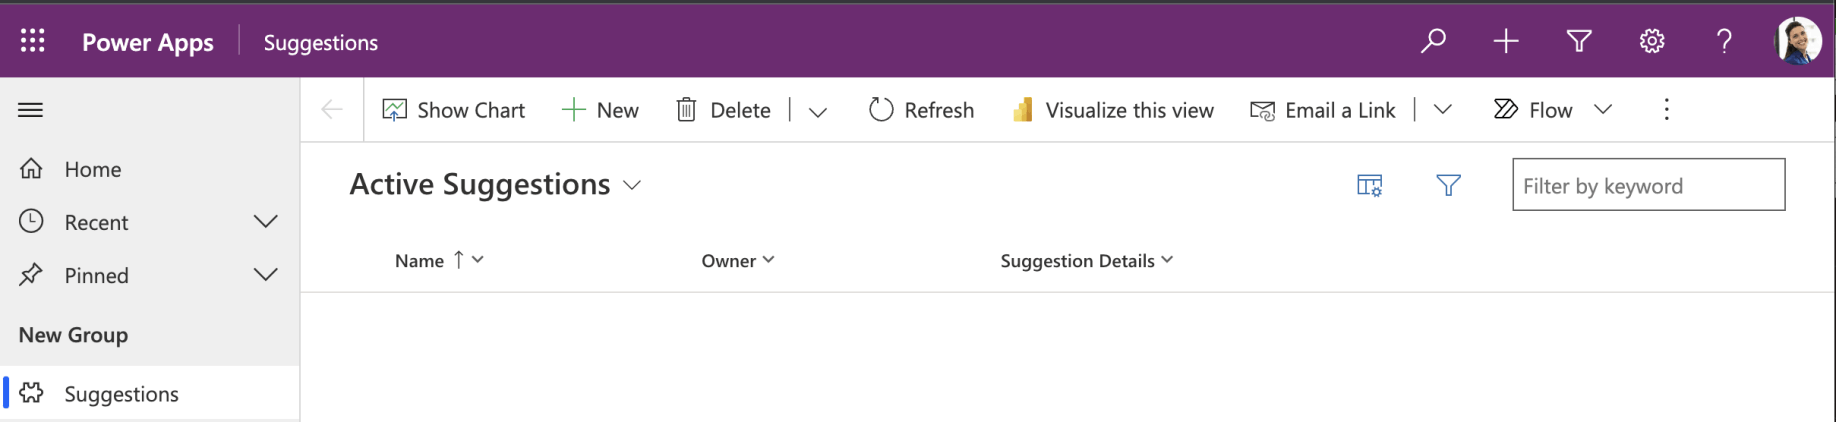 Power Apps Suggestions
Show Chart New Delete Refresh Visualize this view Email a Link Flow
Home
Recent
Pinned
New Group
Suggestions
Active Suggestions Filter by keyword
Name Owner Suggestion Details